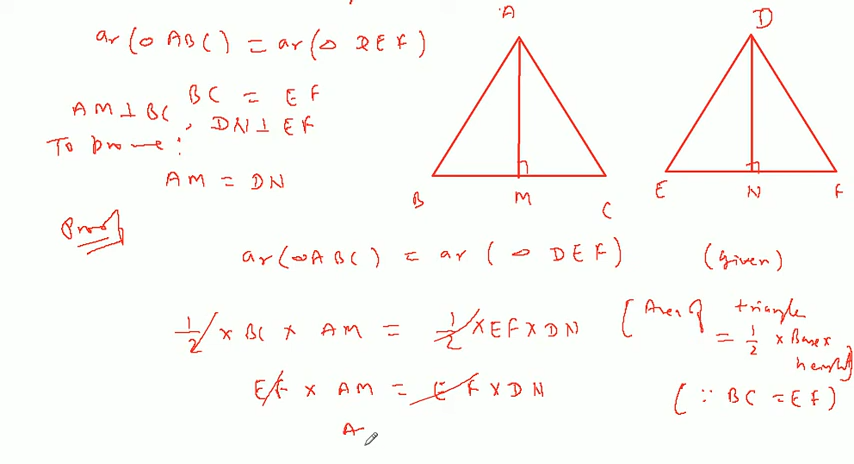 ar(△ABC) = ar(△DEF)
BC = EF
AM ⊥ BC, DN ⊥ EF
To prove:
AM = DN
A
B
M
C
D
E
N
F
Proof
ar(△ABC) = ar(△DEF) (given)
1/2 × BC × AM = 1/2 × EF × DN [Area of triangle
= 1/2 × Base ×
height]
EF × AM = EF × DN (∵ BC = EF)
A